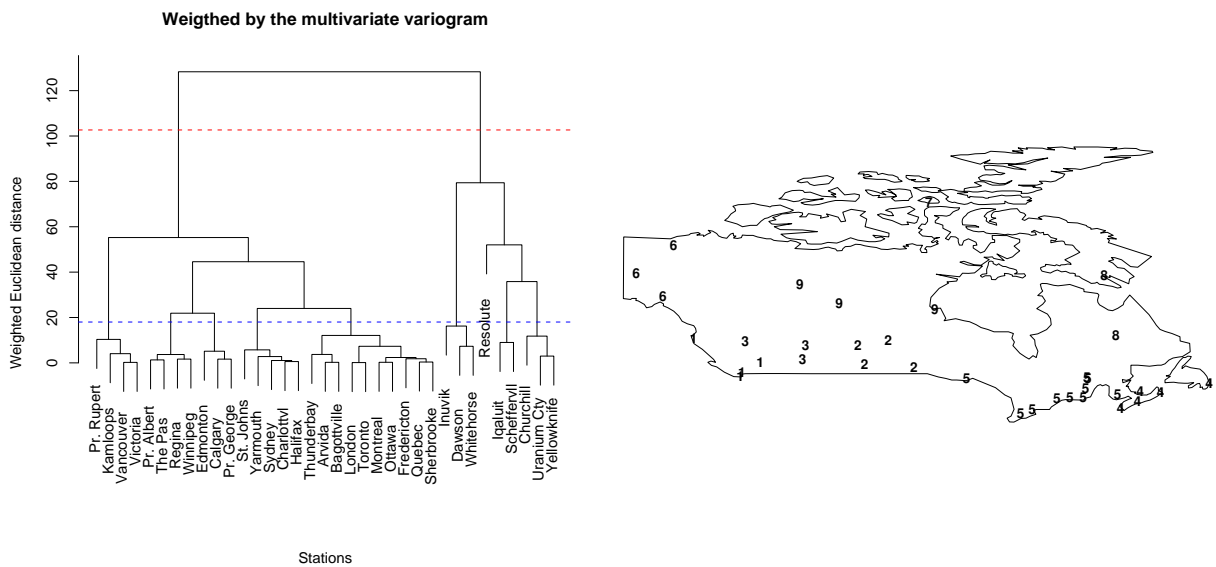 Weigthed by the multivariate variogram
Weighted Euclidean distance
120
100
80
60
40
20
0
Pr. Rupert
Kamloops
Vancouver
Victoria
Pr. Albert
The Pas
Regina
Winnipeg
Edmonton
Calgary
Pr. George
St. Johns
Yarmouth
Sydney
Charlottvl
Halifax
Thunderbay
Arvida
Bagottville
London
Toronto
Montreal
Ottawa
Fredericton
Quebec
Sherbrooke
Inuvik
Dawson
Whitehorse
Resolute
Iqaluit
Scheffervll
Churchill
Uranium Cty
Yellowknife
Stations
7
6
6
8
9
6
9
9
1
3
3
2
2
8
3
1
2
2
1
1
5
5
5
5
5
4
4
4
5
5
5
5
5
4
4